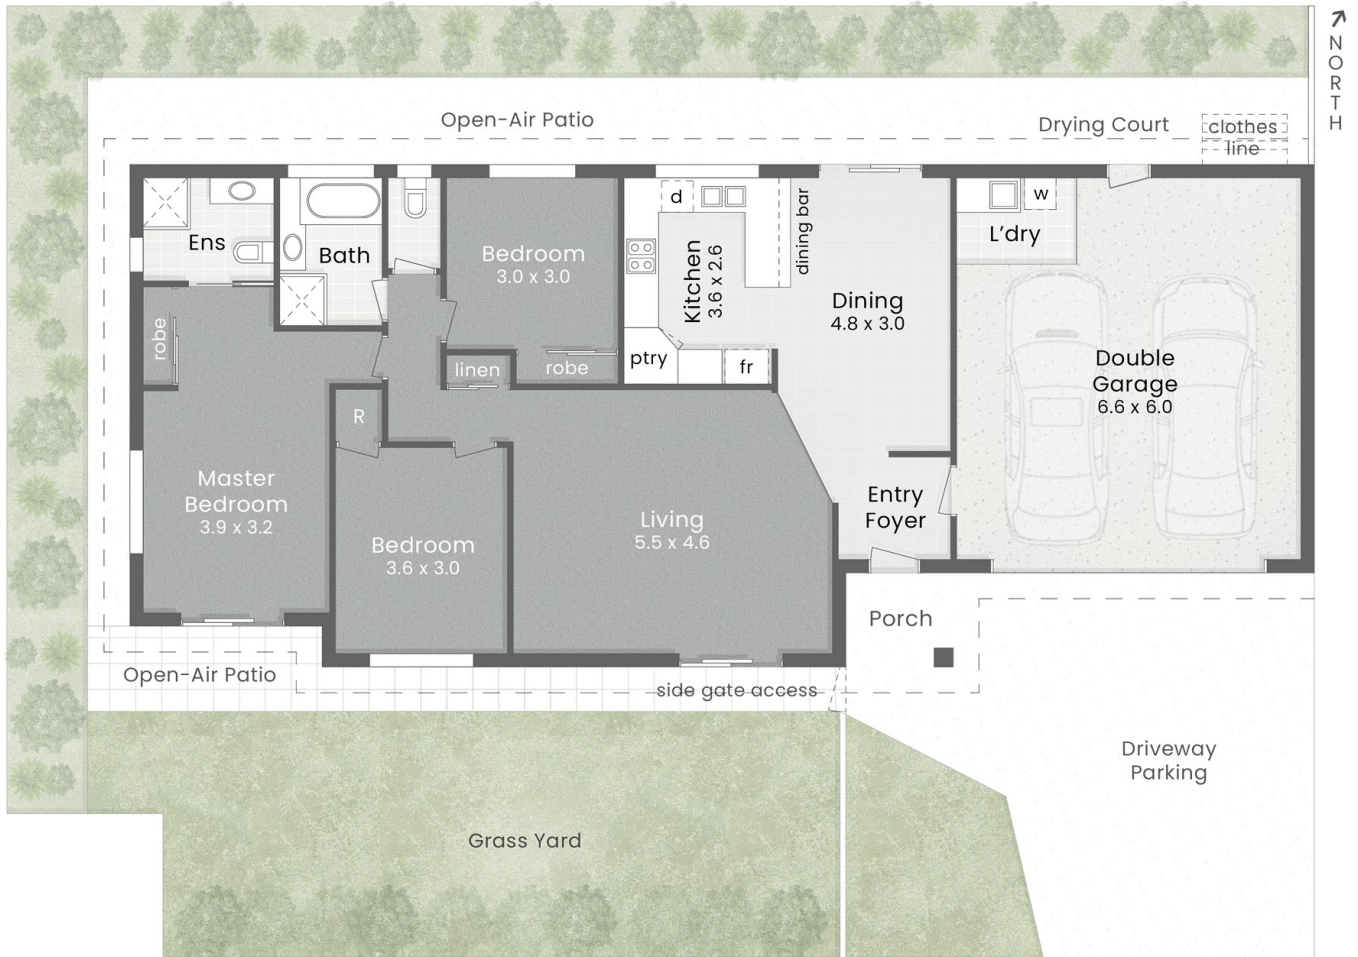 NORTH
Open-Air Patio
Drying Court
clothes
line
Ens
Bath
Bedroom
3.0 x 3.0
d
Kitchen
3.6 x 2.6
dining bar
Dining
4.8 x 3.0
w
L'dry
robe
linen
robe
ptry
fr
Double
Garage
6.6 x 6.0
R
Master
Bedroom
3.9 x 3.2
Bedroom
3.6 x 3.0
Living
5.5 x 4.6
Entry
Foyer
Porch
Open-Air Patio
side gate access
Driveway
Parking
Grass Yard